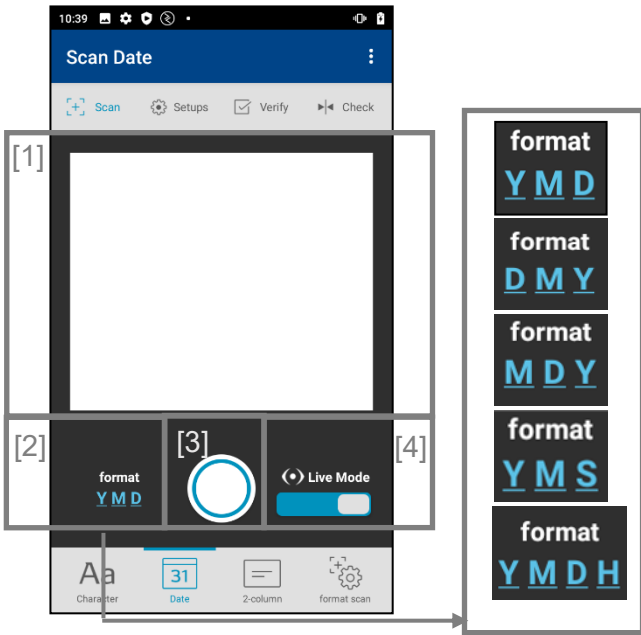 10:39
Scan Date
Scan Setups Verify Check
[1]
[2] [3] [4]
format
Y M D
Live Mode
Aa 31
Character Date 2-column format scan
format
Y M D
format
D M Y
format
M D Y
format
Y M S
format
Y M D H